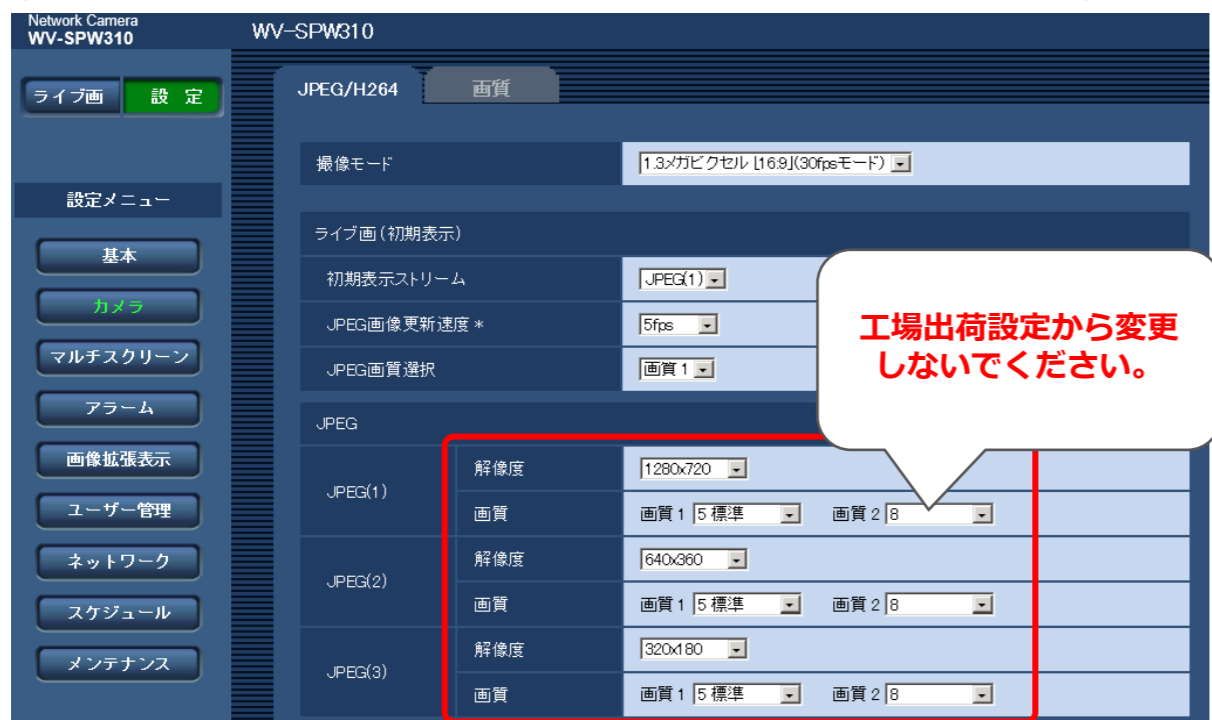 Network Camera
WV-SPW310
WV-SPW310
ライブ画 設 定
JPEG/H264 画質
撮像モード 1.3メガピクセル [16:9](30fpsモード)
設定メニュー
ライブ画(初期表示)
基本
初期表示ストリーム JPEG(1)
カメラ
JPEG画像更新速度 * 5fps
工場出荷設定から変更
しないでください。
マルチスクリーン
JPEG画質選択 画質 1
アラーム
JPEG
画像拡張表示
JPEG(1) 解像度 1280x720
ユーザー管理
画質 画質 1 5 標準 画質 2 8
ネットワーク
JPEG(2) 解像度 640x360
スケジュール
画質 画質 1 5 標準 画質 2 8
メンテナンス
JPEG(3) 解像度 320x180
画質 画質 1 5 標準 画質 2 8